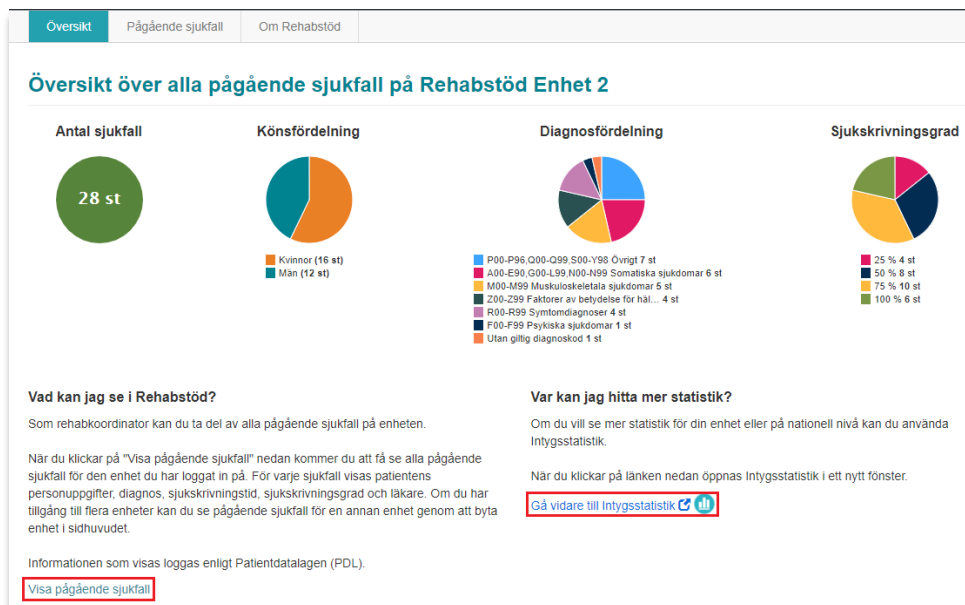 Översikt
Pågående sjukfall
Om Rehabstöd
Översikt över alla pågående sjukfall på Rehabstöd Enhet 2
Antal sjukfall
28 st
Könsfördelning
Kvinnor (16 st)
Män (12 st)
Diagnosfördelning
P00-P96,Q00-Q99,S00-Y98 Övrigt 7 st
A00-E90,G00-L99,N00-N99 Somatiska sjukdomar 6 st
M00-M99 Muskuloskeletala sjukdomar 5 st
Z00-Z99 Faktorer av betydelse för häl... 4 st
R00-R99 Symtomdiagnoser 4 st
F00-F99 Psykiska sjukdomar 1 st
Utan giltig diagnoskod 1 st
Sjukskrivningsgrad
25 % 4 st
50 % 8 st
75 % 10 st
100 % 6 st
Vad kan jag se i Rehabstöd?
Som rehabkoordinator kan du ta del av alla pågående sjukfall på enheten.
När du klickar på "Visa pågående sjukfall" nedan kommer du att få se alla pågående
sjukfall för den enhet du har loggat in på. För varje sjukfall visas patientens
personuppgifter, diagnos, sjukskrivningstid, sjukskrivningsgrad och läkare. Om du har
tillgång till flera enheter kan du se pågående sjukfall för en annan enhet genom att byta
enhet i sidhuvudet.
Informationen som visas loggas enligt Patientdatalagen (PDL).
Visa pågående sjukfall
Var kan jag hitta mer statistik?
Om du vill se mer statistik för din enhet eller på nationell nivå kan du använda
Intygsstatistik.
När du klickar på länken nedan öppnas Intygsstatistik i ett nytt fönster.
Gå vidare till Intygsstatistik